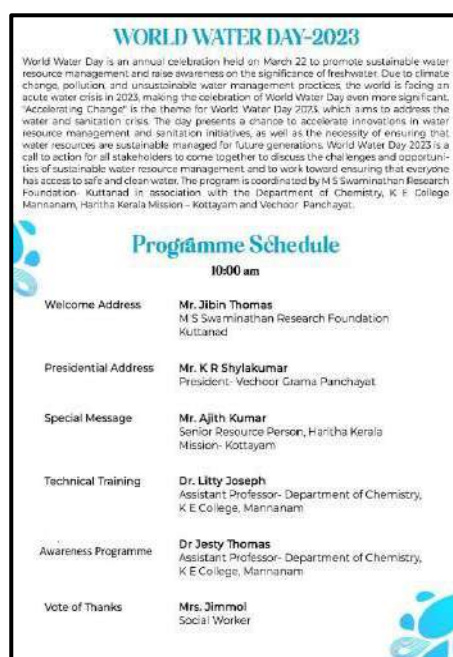 WORLD WATER DAY-2023
World Water Day is an annual celebration held on March 22 to promote sustainable water
resource management and raise awareness on the significance of freshwater. Due to climate
change, pollution, and unsustainable water management practices, the world is facing an
acute water crisis in 2023, making the celebration of World Water Day even more significant.
"Accelerating Change" is the theme for World Water Day 2023, which aims to address the
water and sanitation crisis. The day presents a chance to accelerate innovations in water
resource management and sanitation initiatives, as well as the necessity of ensuring that
water resources are sustainable managed for future generations. World Water Day 2023 is a
call to action for all stakeholders to come together to discuss the challenges and opportuni-
ties of sustainable water resource management and to work toward ensuring that everyone
has access to safe and clean water. The program is coordinated by M S Swaminathan Research
Foundation- Kuttanad in association with the Department of Chemistry, K E College
Mannanam, Haritha Kerala Mission - Kottayam and Vechoor Panchayat.
Programme Schedule
10:00 am
Welcome Address Mr. Jibin Thomas
M S Swaminathan Research Foundation
Kuttanad
Presidential Address Mr. K R Shylakumar
President- Vechoor Grama Panchayat
Special Message Mr. Ajith Kumar
Senior Resource Person, Haritha Kerala
Mission- Kottayam
Technical Training Dr. Litty Joseph
Assistant Professor- Department of Chemistry,
K E College, Mannanam
Awareness Programme Dr Jesty Thomas
Assistant Professor- Department of Chemistry,
K E College, Mannanam
Vote of Thanks Mrs. Jimmol
Social Worker